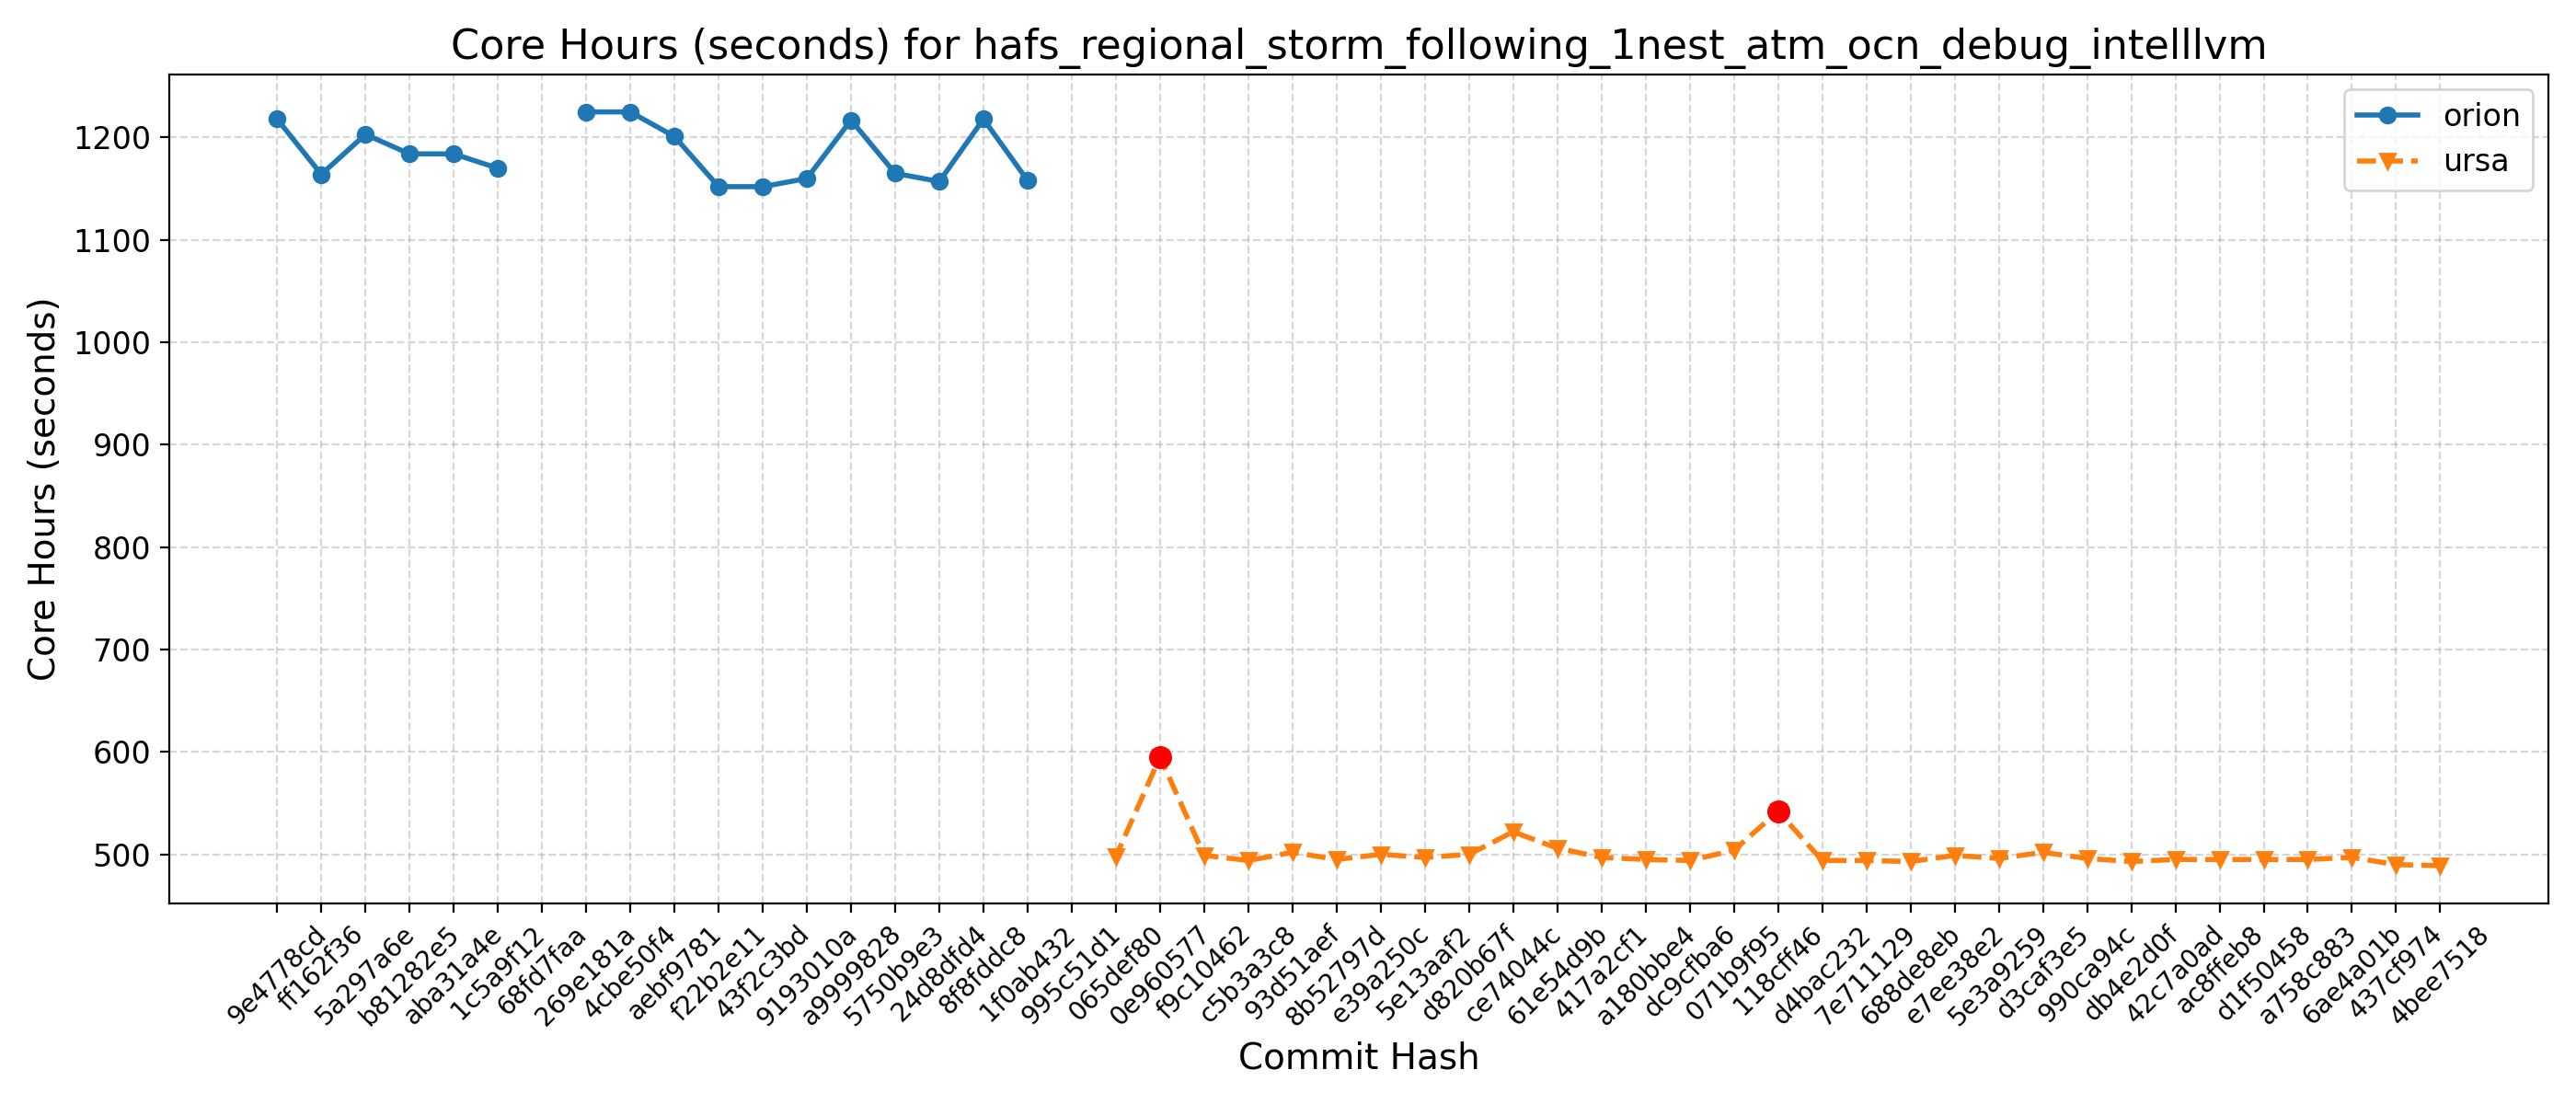 Core Hours (seconds) for hafs_regional_storm_following_1nest_atm_ocn_debug_intelllvm
Core Hours (seconds)
1200
1100
1000
900
800
700
600
500
orion
ursa
9e4778cd
ff162f36
5a297a6e
b81282e5
aba31a4e
1c5a9f12
68fd7faa
269e181a
4cbe50f4
aebf9781
f22b2e11
43f2c3bd
9193010a
a9999828
5750b9e3
24d8dfd4
8f8fddc8
1f0ab432
995c51d1
065def80
0e960577
f9c10462
c5b3a3c8
93d51aef
8b52797d
e39a250c
5e13aaf2
d820b67f
ce74044c
61e54d9b
417a2cf1
a180bbe4
dc9cfba6
071b9f95
118cff46
d4bac232
7e711129
688de8eb
e7ee38e2
5e3a9259
d3caf3e5
990ca94c
db4e2d0f
42c7a0ad
ac8ffeb8
d1f50458
a758c883
6ae4a01b
437cf974
4bee7518
Commit Hash